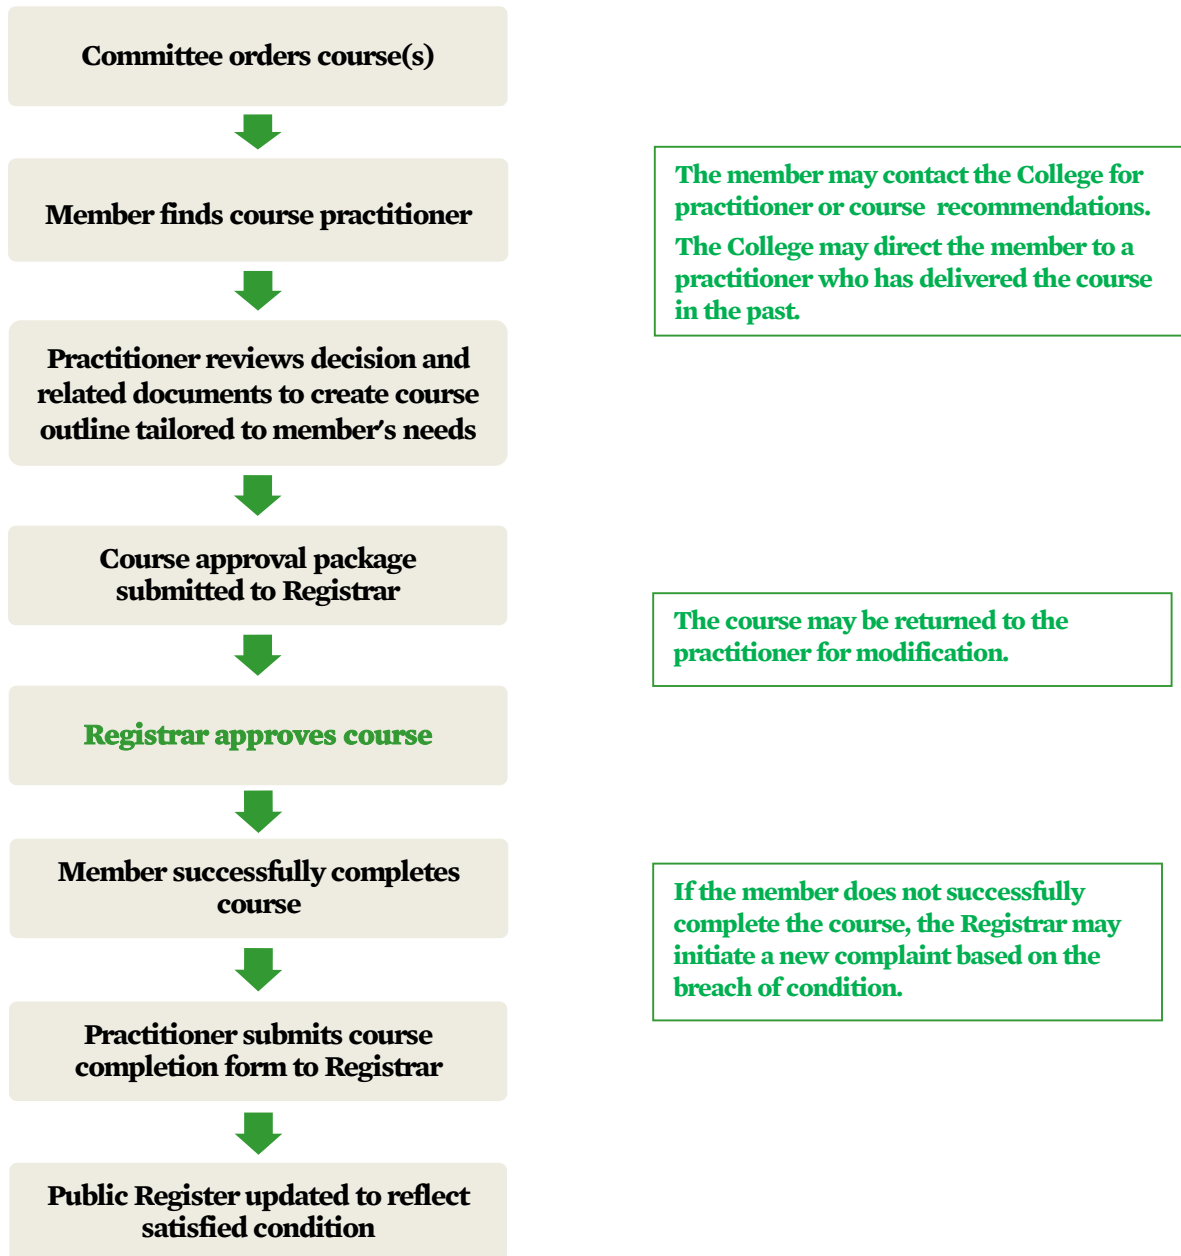 Committee orders course(s)
Member finds course practitioner
The member may contact the College for
practitioner or course recommendations.
The College may direct the member to a
practitioner who has delivered the course
in the past.
Practitioner reviews decision and
related documents to create course
outline tailored to member's needs
Course approval package
submitted to Registrar
The course may be returned to the
practitioner for modification.
Registrar approves course
Member successfully completes
course
If the member does not successfully
complete the course, the Registrar may
initiate a new complaint based on the
breach of condition.
Practitioner submits course
completion form to Registrar
Public Register updated to reflect
satisfied condition